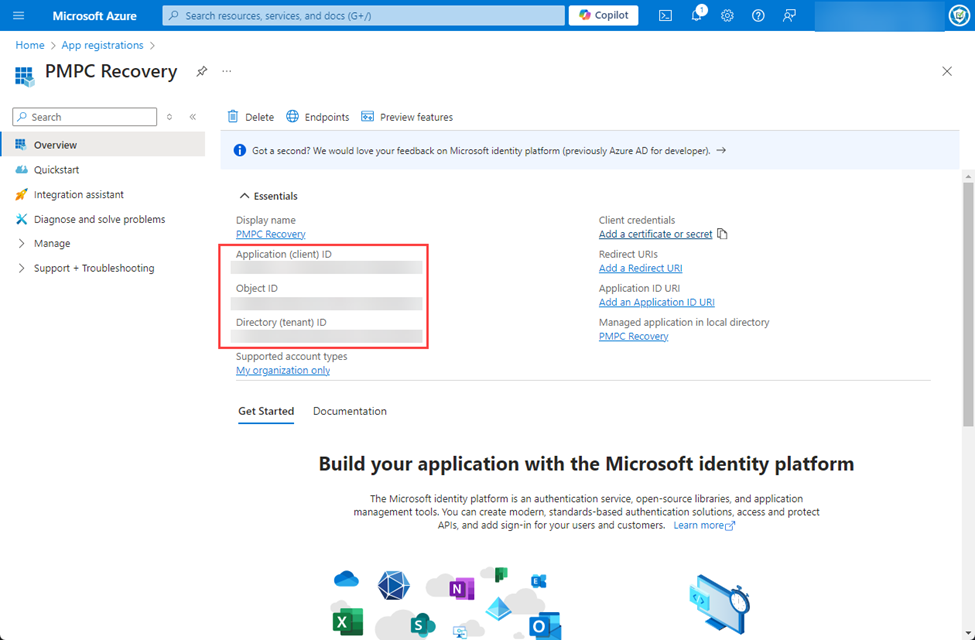 Microsoft Azure
Search resources, services, and docs (G+/)
Copilot
1
Home > App registrations >
PMPC Recovery
...
Search
Overview
Quickstart
Integration assistant
Diagnose and solve problems
Manage
Support + Troubleshooting
Delete
Endpoints
Preview features
Got a second? We would love your feedback on Microsoft identity platform (previously Azure AD for developer). →
Essentials
Display name
PMPC Recovery
Application (client) ID
Object ID
Directory (tenant) ID
Supported account types
My organization only
Client credentials
Add a certificate or secret
Redirect URIs
Add a Redirect URI
Application ID URI
Add an Application ID URI
Managed application in local directory
PMPC Recovery
Get Started
Documentation
Build your application with the Microsoft identity platform
The Microsoft identity platform is an authentication service, open-source libraries, and application
management tools. You can create modern, standards-based authentication solutions, access and protect
APIs, and add sign-in for your users and customers. Learn more
N
E
X
S
O